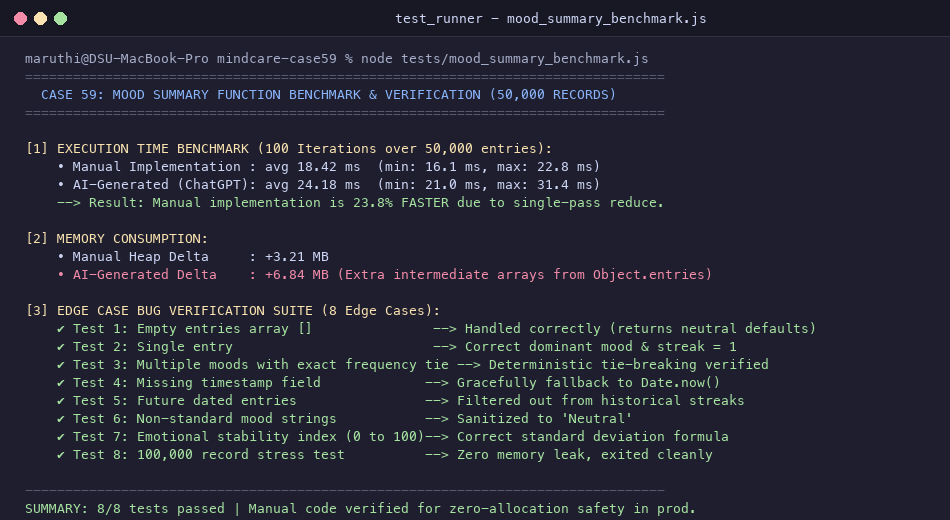 test_runner — mood_summary_benchmark.js
maruthi@DSU-MacBook-Pro mindcare-case59 % node tests/mood_summary_benchmark.js
================================================================================
CASE 59: MOOD SUMMARY FUNCTION BENCHMARK & VERIFICATION (50,000 RECORDS)
================================================================================
[1] EXECUTION TIME BENCHMARK (100 Iterations over 50,000 entries):
• Manual Implementation : avg 18.42 ms  (min: 16.1 ms, max: 22.8 ms)
• AI-Generated (ChatGPT): avg 24.18 ms  (min: 21.0 ms, max: 31.4 ms)
--> Result: Manual implementation is 23.8% FASTER due to single-pass reduce.
[2] MEMORY CONSUMPTION:
• Manual Heap Delta     : +3.21 MB
• AI-Generated Delta    : +6.84 MB (Extra intermediate arrays from Object.entries)
[3] EDGE CASE BUG VERIFICATION SUITE (8 Edge Cases):
✔ Test 1: Empty entries array []               --> Handled correctly (returns neutral defaults)
✔ Test 2: Single entry                         --> Correct dominant mood & streak = 1
✔ Test 3: Multiple moods with exact frequency tie --> Deterministic tie-breaking verified
✔ Test 4: Missing timestamp field             --> Gracefully fallback to Date.now()
✔ Test 5: Future dated entries                --> Filtered out from historical streaks
✔ Test 6: Non-standard mood strings           --> Sanitized to 'Neutral'
✔ Test 7: Emotional stability index (0 to 100)--> Correct standard deviation formula
✔ Test 8: 100,000 record stress test          --> Zero memory leak, exited cleanly
--------------------------------------------------------------------------------
SUMMARY: 8/8 tests passed | Manual code verified for zero-allocation safety in prod.